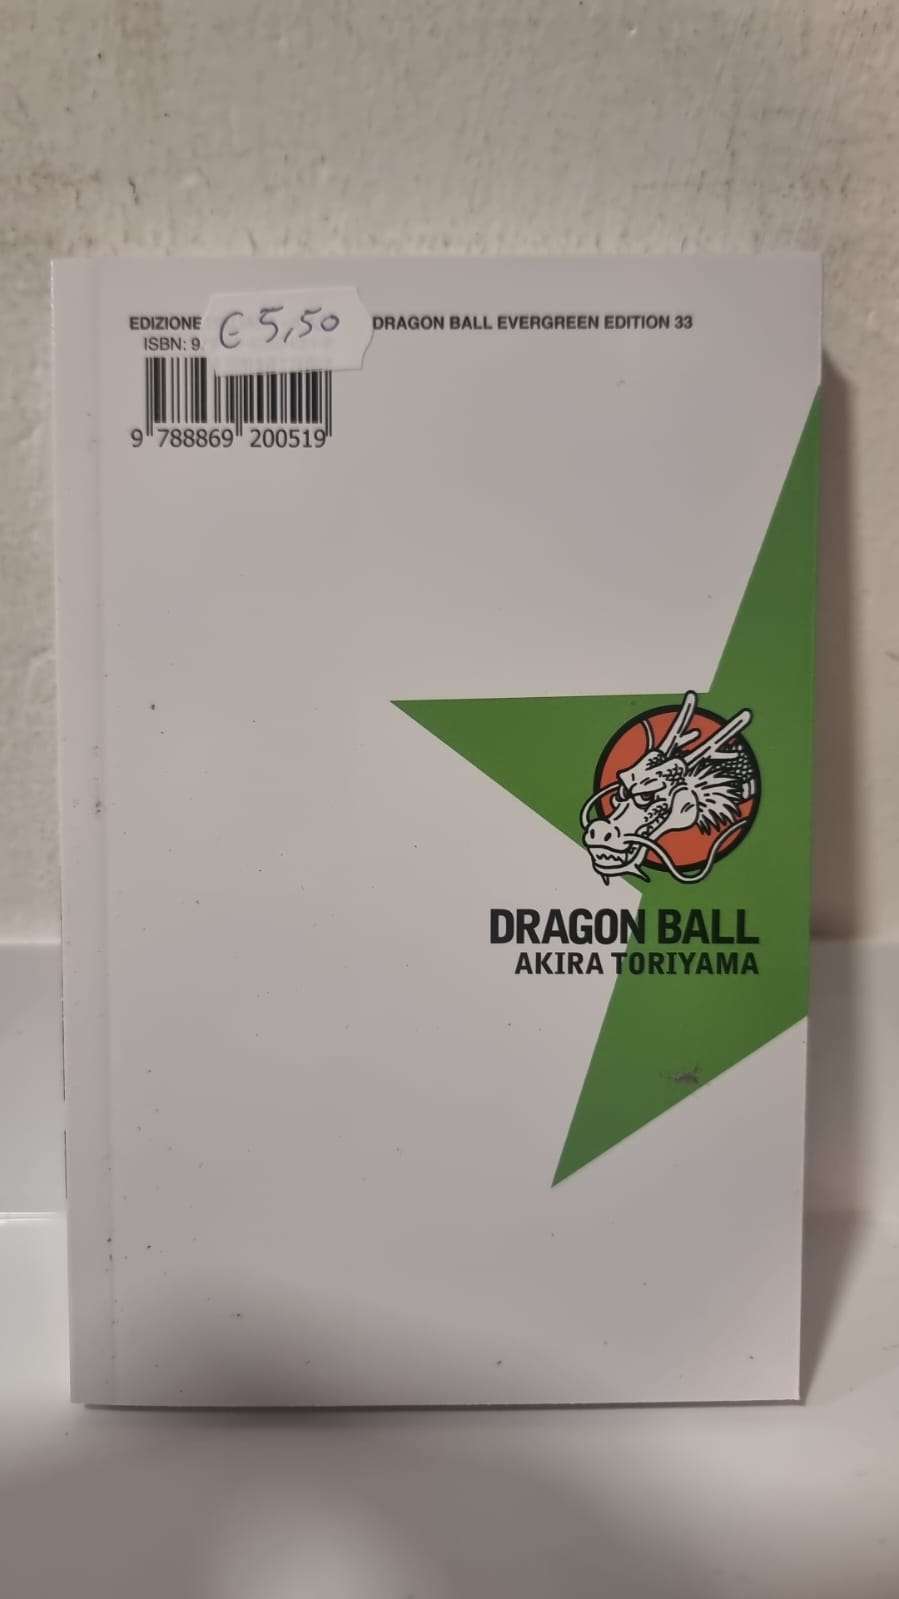 EDIZIONE € 5,50 DRAGON BALL EVERGREEN EDITION 33
ISBN: 9
9 788869 200519
DRAGON BALL
AKIRA TORIYAMA